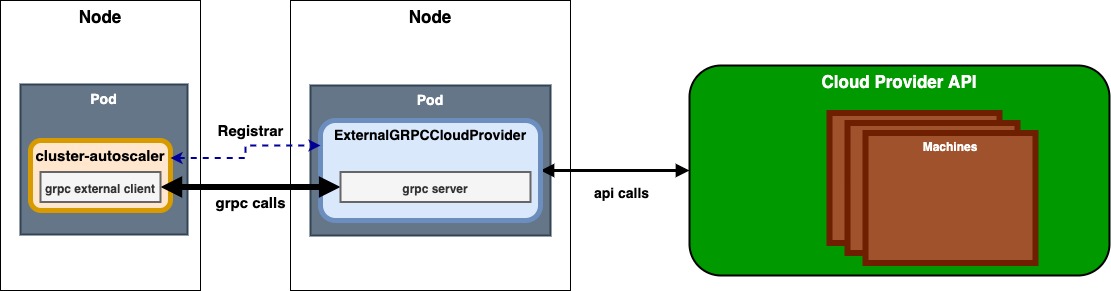 Node
Node
Pod
Pod
Cloud Provider API
Registrar
ExternalGRPCCloudProvider
cluster-autoscaler
Machines
grpc external client
grpc server
grpc calls
api calls